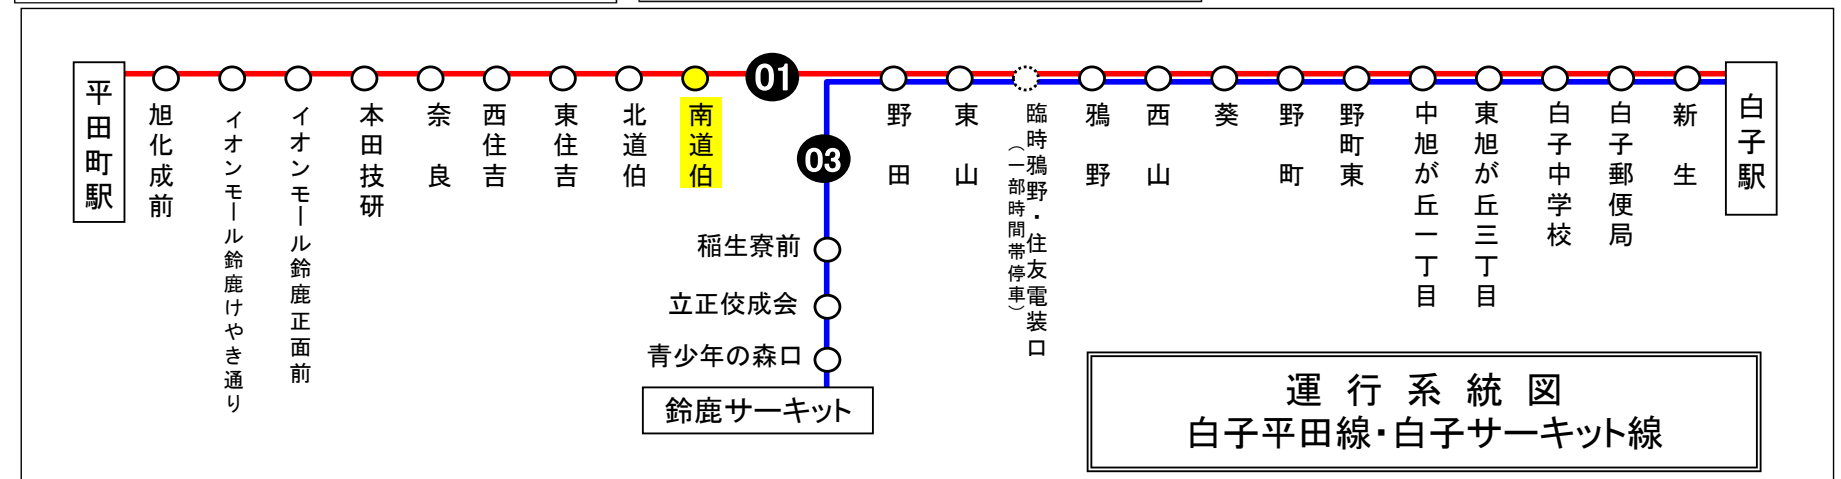 平田町駅
旭化成前
イオンモール鈴鹿けやき通り
イオンモール鈴鹿正面前
本田技研
奈良
西住吉
東住吉
北道伯
南道伯
01
03
野田
東山
臨時鴉野・住友電装口
（一部時間帯停車）
鴉野
西山
葵
野町
野町東
中旭が丘一丁目
東旭が丘三丁目
白子中学校
白子郵便局
新生
白子駅
稲生寮前
立正佼成会
青少年の森口
鈴鹿サーキット
運行系統図
白子平田線・白子サーキット線